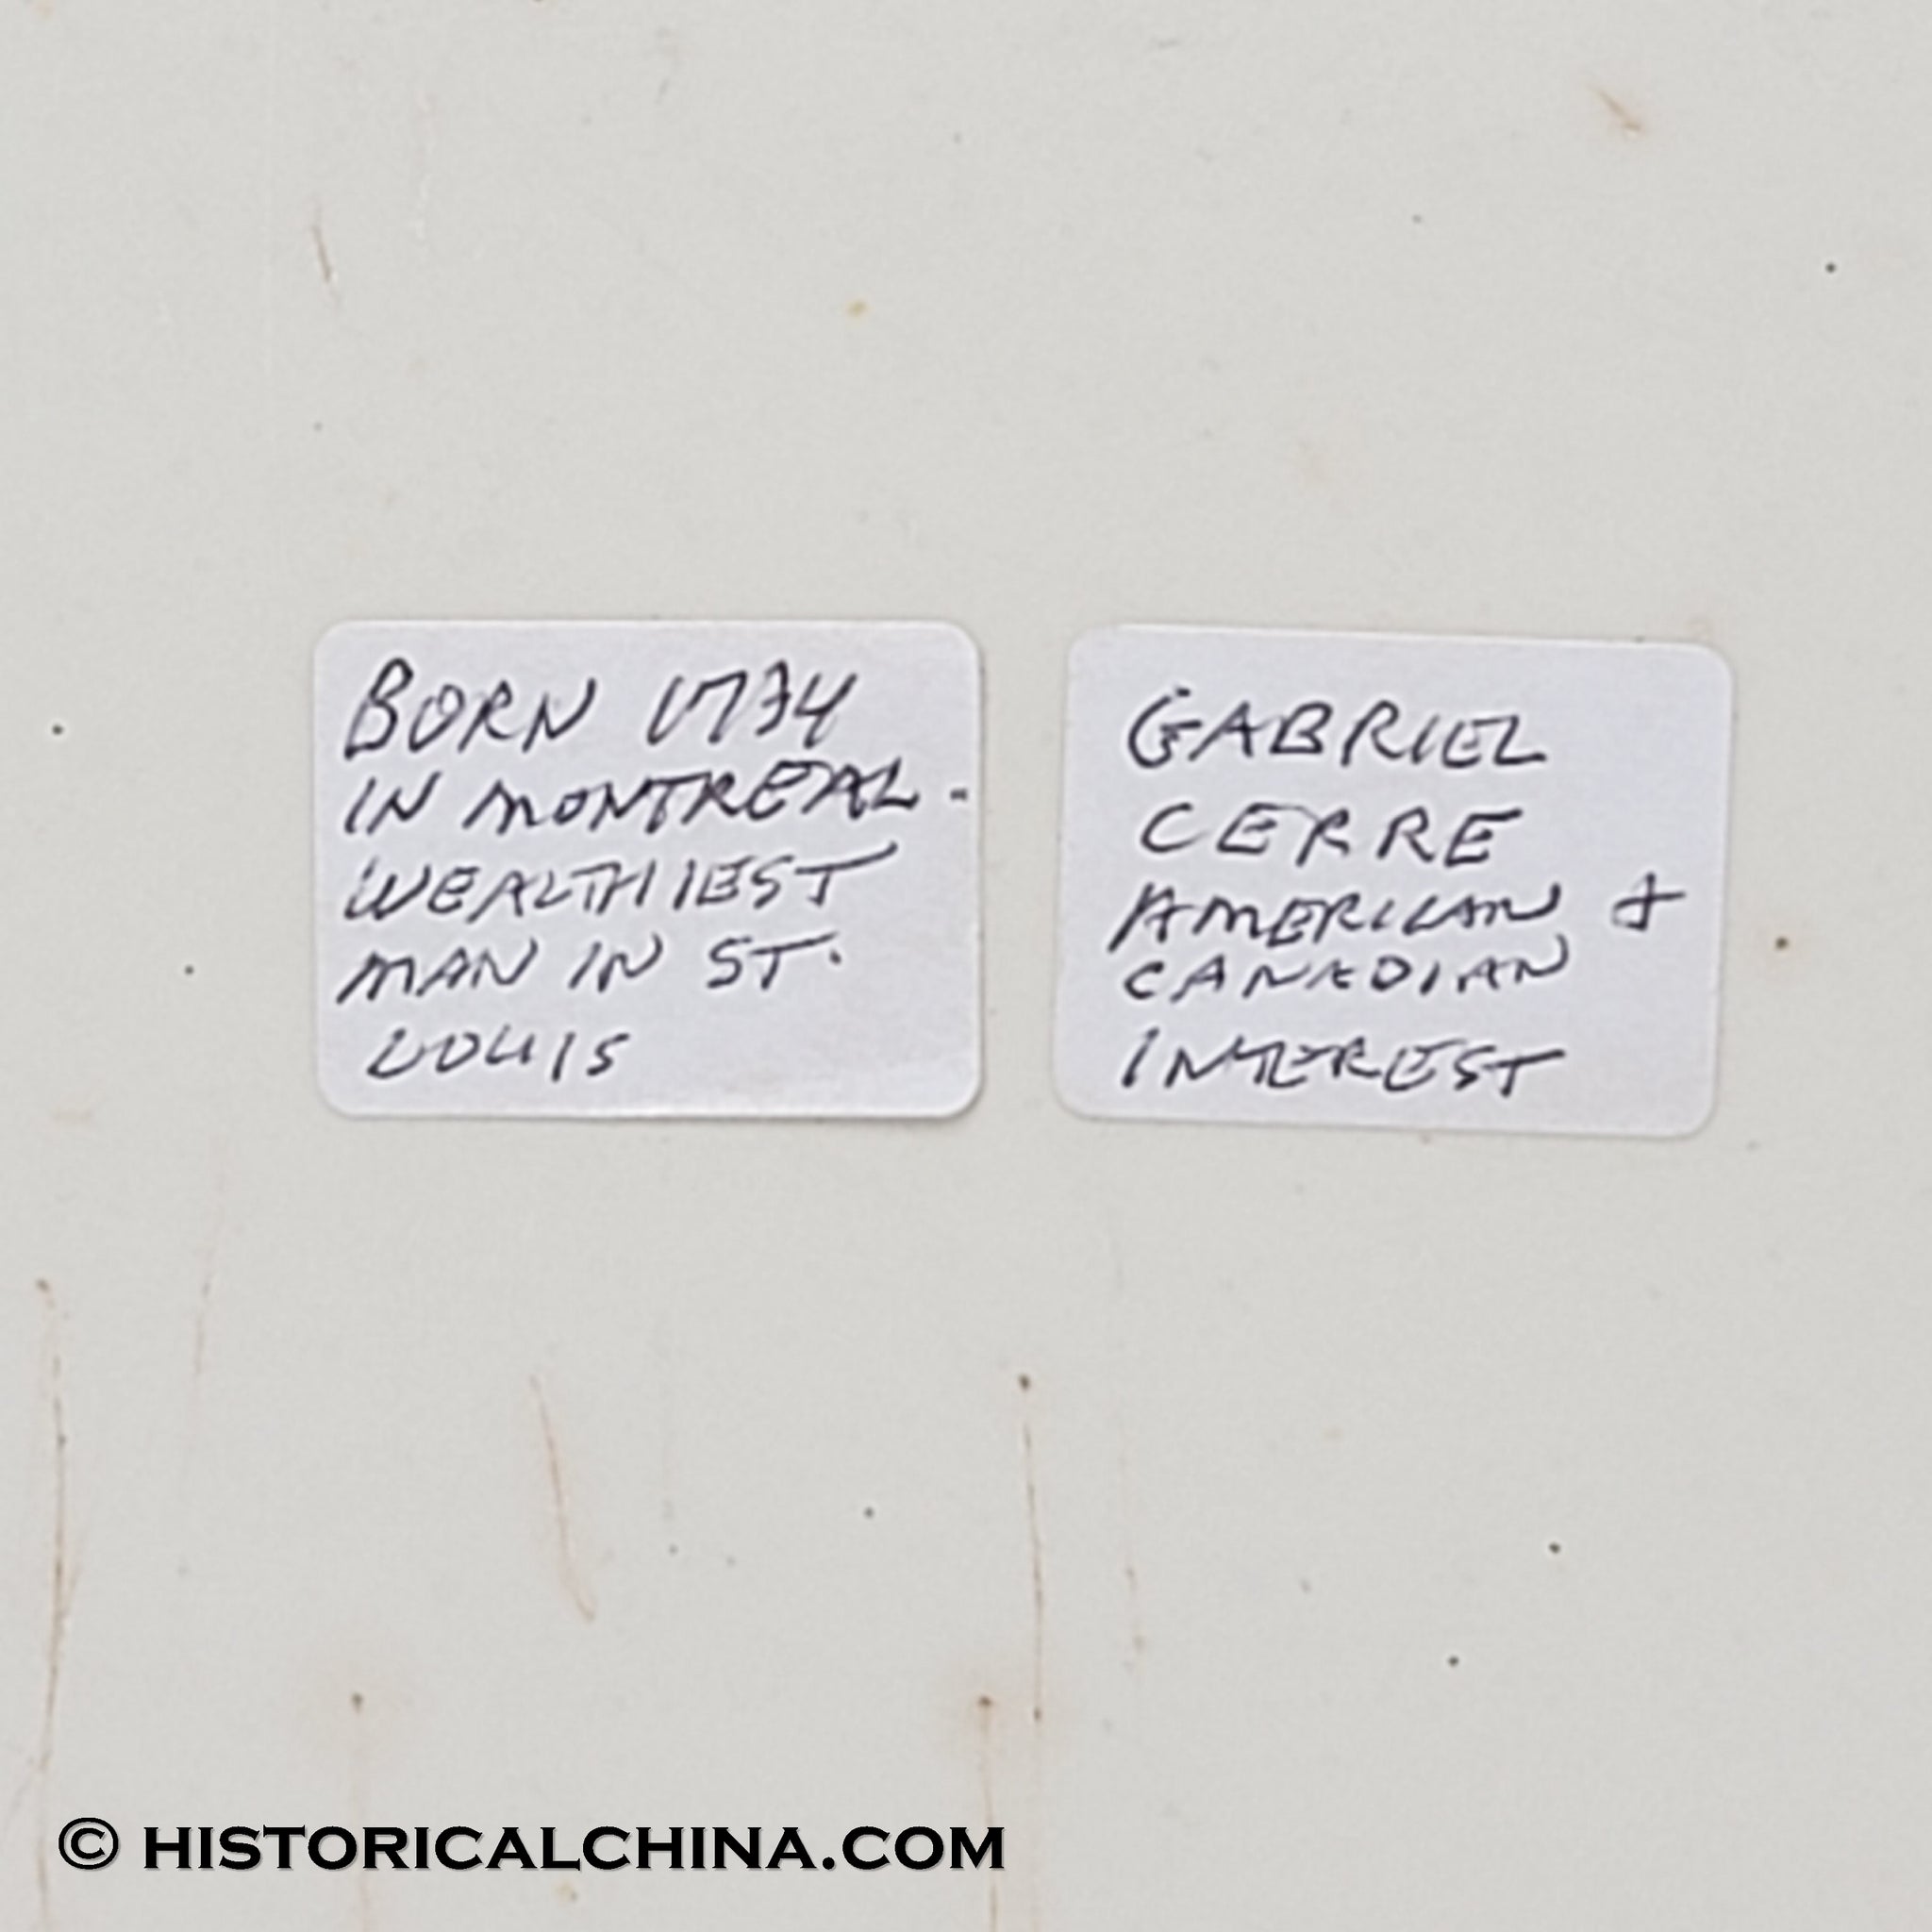 BORN 1734
IN MONTREAL.
WEALTHIEST
MAN IN ST.
LOUIS
GABRIEL
CERRE
AMERICAN &
CANADIAN
INTEREST
© HISTORICALCHINA.COM